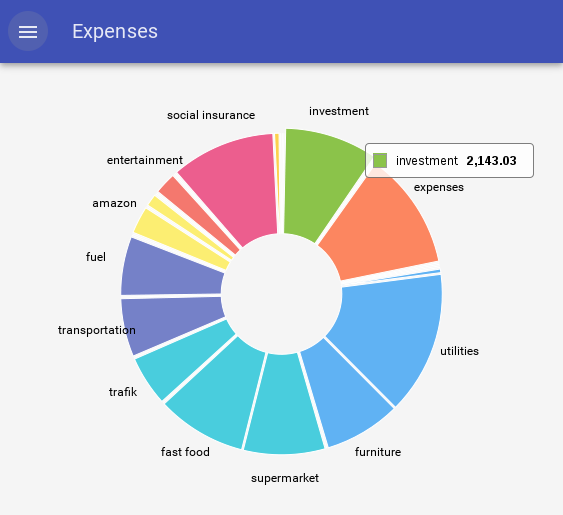 Expenses
social insurance
investment
investment 2,143.03
entertainment
expenses
amazon
fuel
transportation
utilities
trafik
fast food
furniture
supermarket